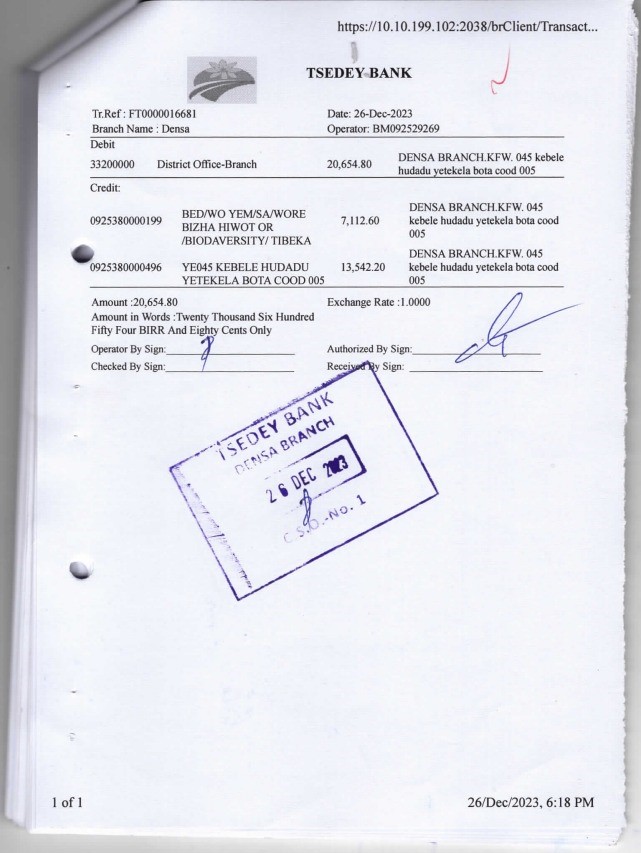 https://10.10.199.102:2038/brClient/Transact...
TSEDEY BANK
Tr.Ref : FT0000016681 Date: 26-Dec-2023
Branch Name : Densa Operator: BM092529269
Debit
33200000 District Office-Branch 20,654.80 DENSA BRANCH.KFW. 045 kebele
hudadu yetekela bota cood 005
Credit:
0925380000199 BED/WO YEM/SA/WORE
BIZHA HIWOT OR
/BIODAVERSITY/ TIBEKA 7,112.60 DENSA BRANCH.KFW. 045
kebele hudadu yetekela bota cood
005
0925380000496 YE045 KEBELE HUDADU
YETEKELA BOTA COOD 005 13,542.20 DENSA BRANCH.KFW. 045
kebele hudadu yetekela bota cood
005
Amount :20,654.80 Exchange Rate :1.0000
Amount in Words :Twenty Thousand Six Hundred
Fifty Four BIRR And Eighty Cents Only
Operator By Sign: Authorized By Sign:
Checked By Sign: Received By Sign:
TSEDEY BANK
DENSA BRANCH
26 DEC 2023
C.S.O.-No. 1
1 of 1 26/Dec/2023, 6:18 PM